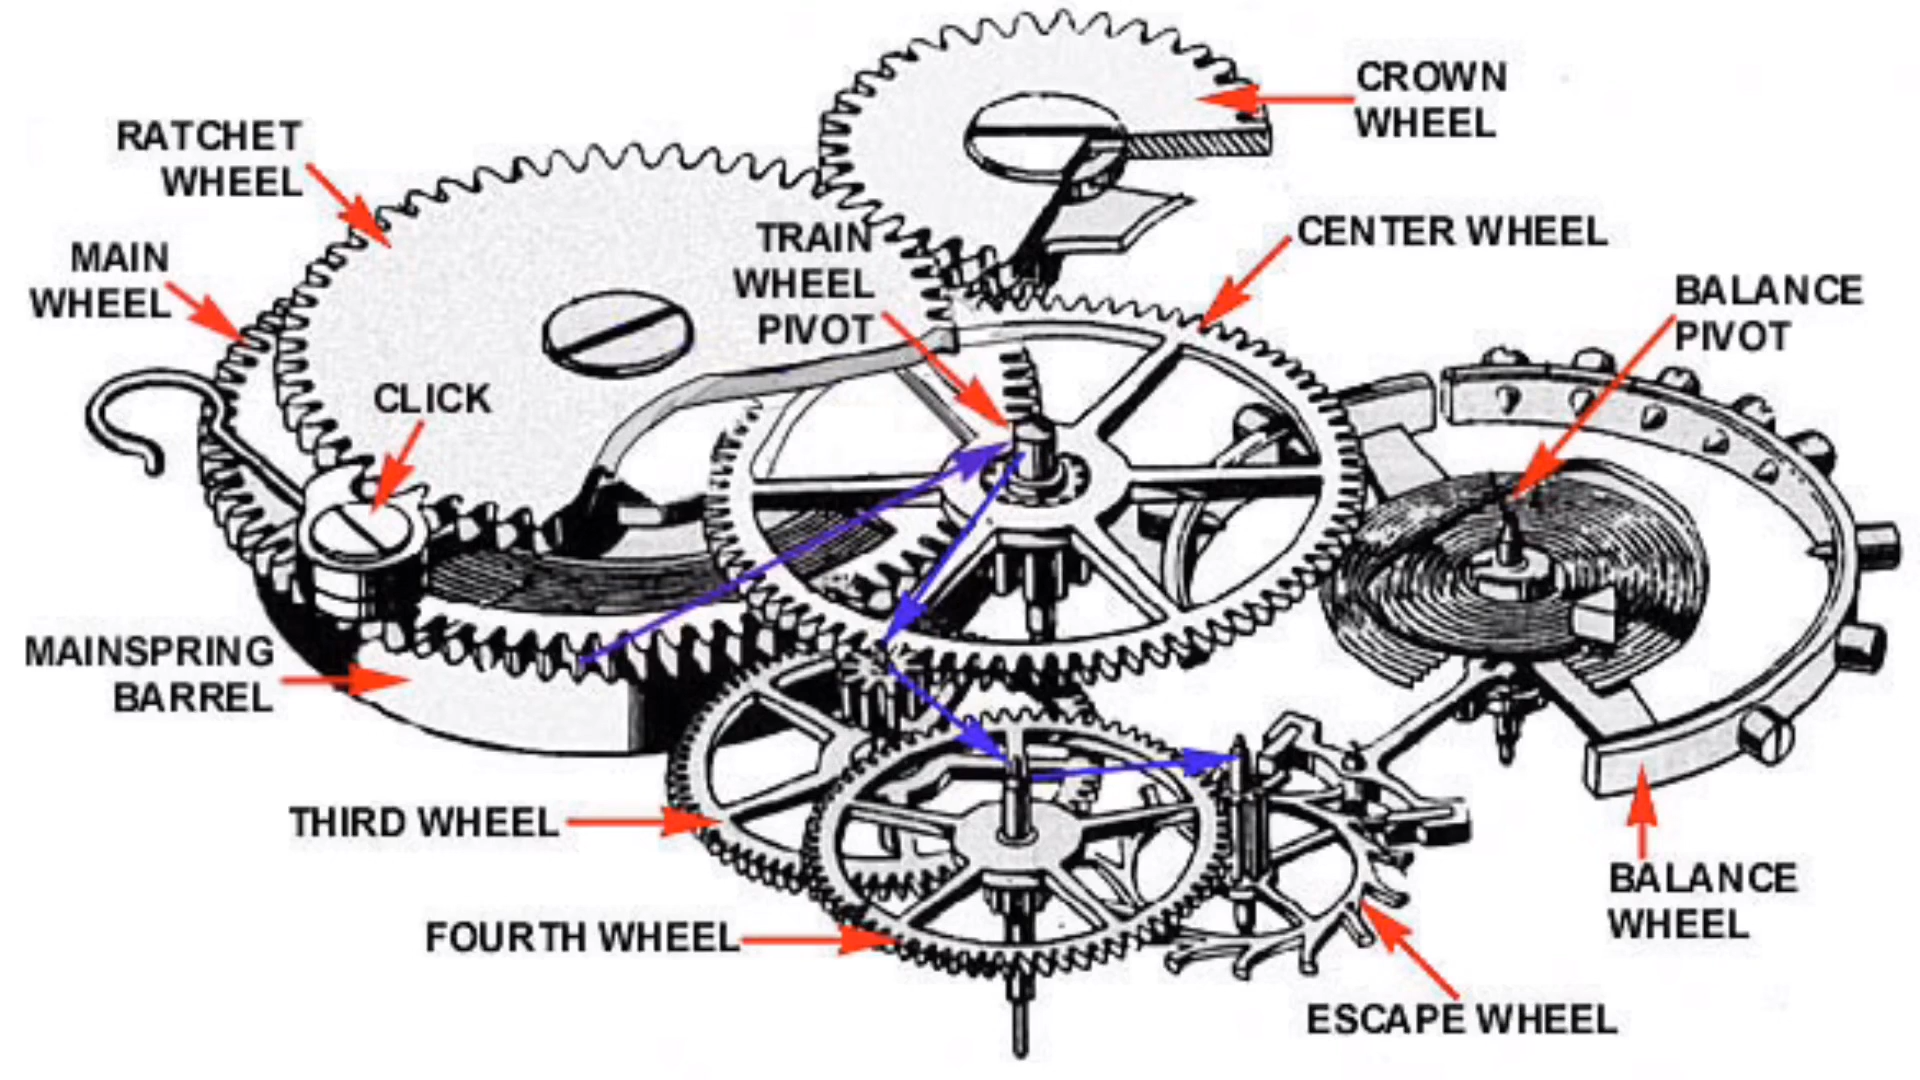 CROWN
WHEEL
RATCHET
WHEEL
TRAIN
WHEEL
PIVOT
CENTER WHEEL
MAIN
WHEEL
BALANCE
PIVOT
CLICK
MAINSPRING
BARREL
THIRD WHEEL
BALANCE
WHEEL
FOURTH WHEEL
ESCAPE WHEEL